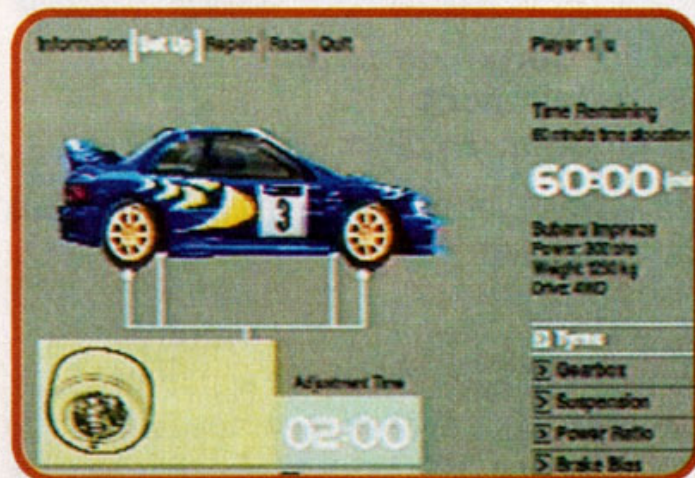 Information | Set Up | Repair | Race | Quit
Player 1 | u
Time Remaining
60 minute time allocation
60:00
Subaru Impreza
Power: 300 bhp
Weight: 1230 kg
Drive: 4WD
3
Tyres
Gearbox
Suspension
Power Ratio
Brake Bias
Adjustment Time
02:00